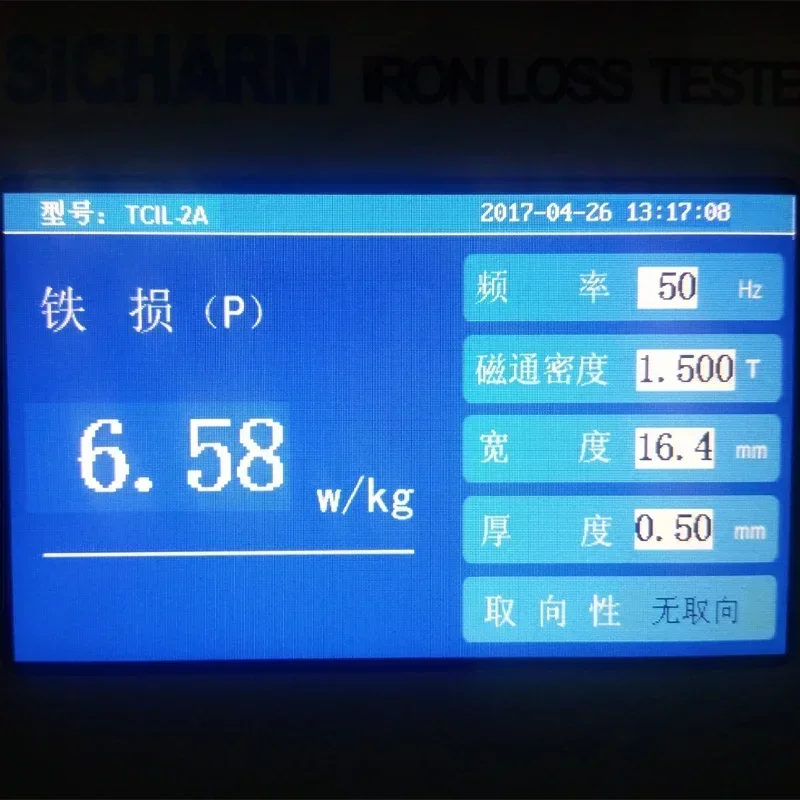 SICHARM IRON LOSS TESTE
型号: TCIL-2A 2017-04-26 13:17:08
铁 损 (P)
6.58 w/kg
频 率 50 Hz
磁通密度 1.500 T
宽 度 16.4 mm
厚 度 0.50 mm
取 向 性 无取向